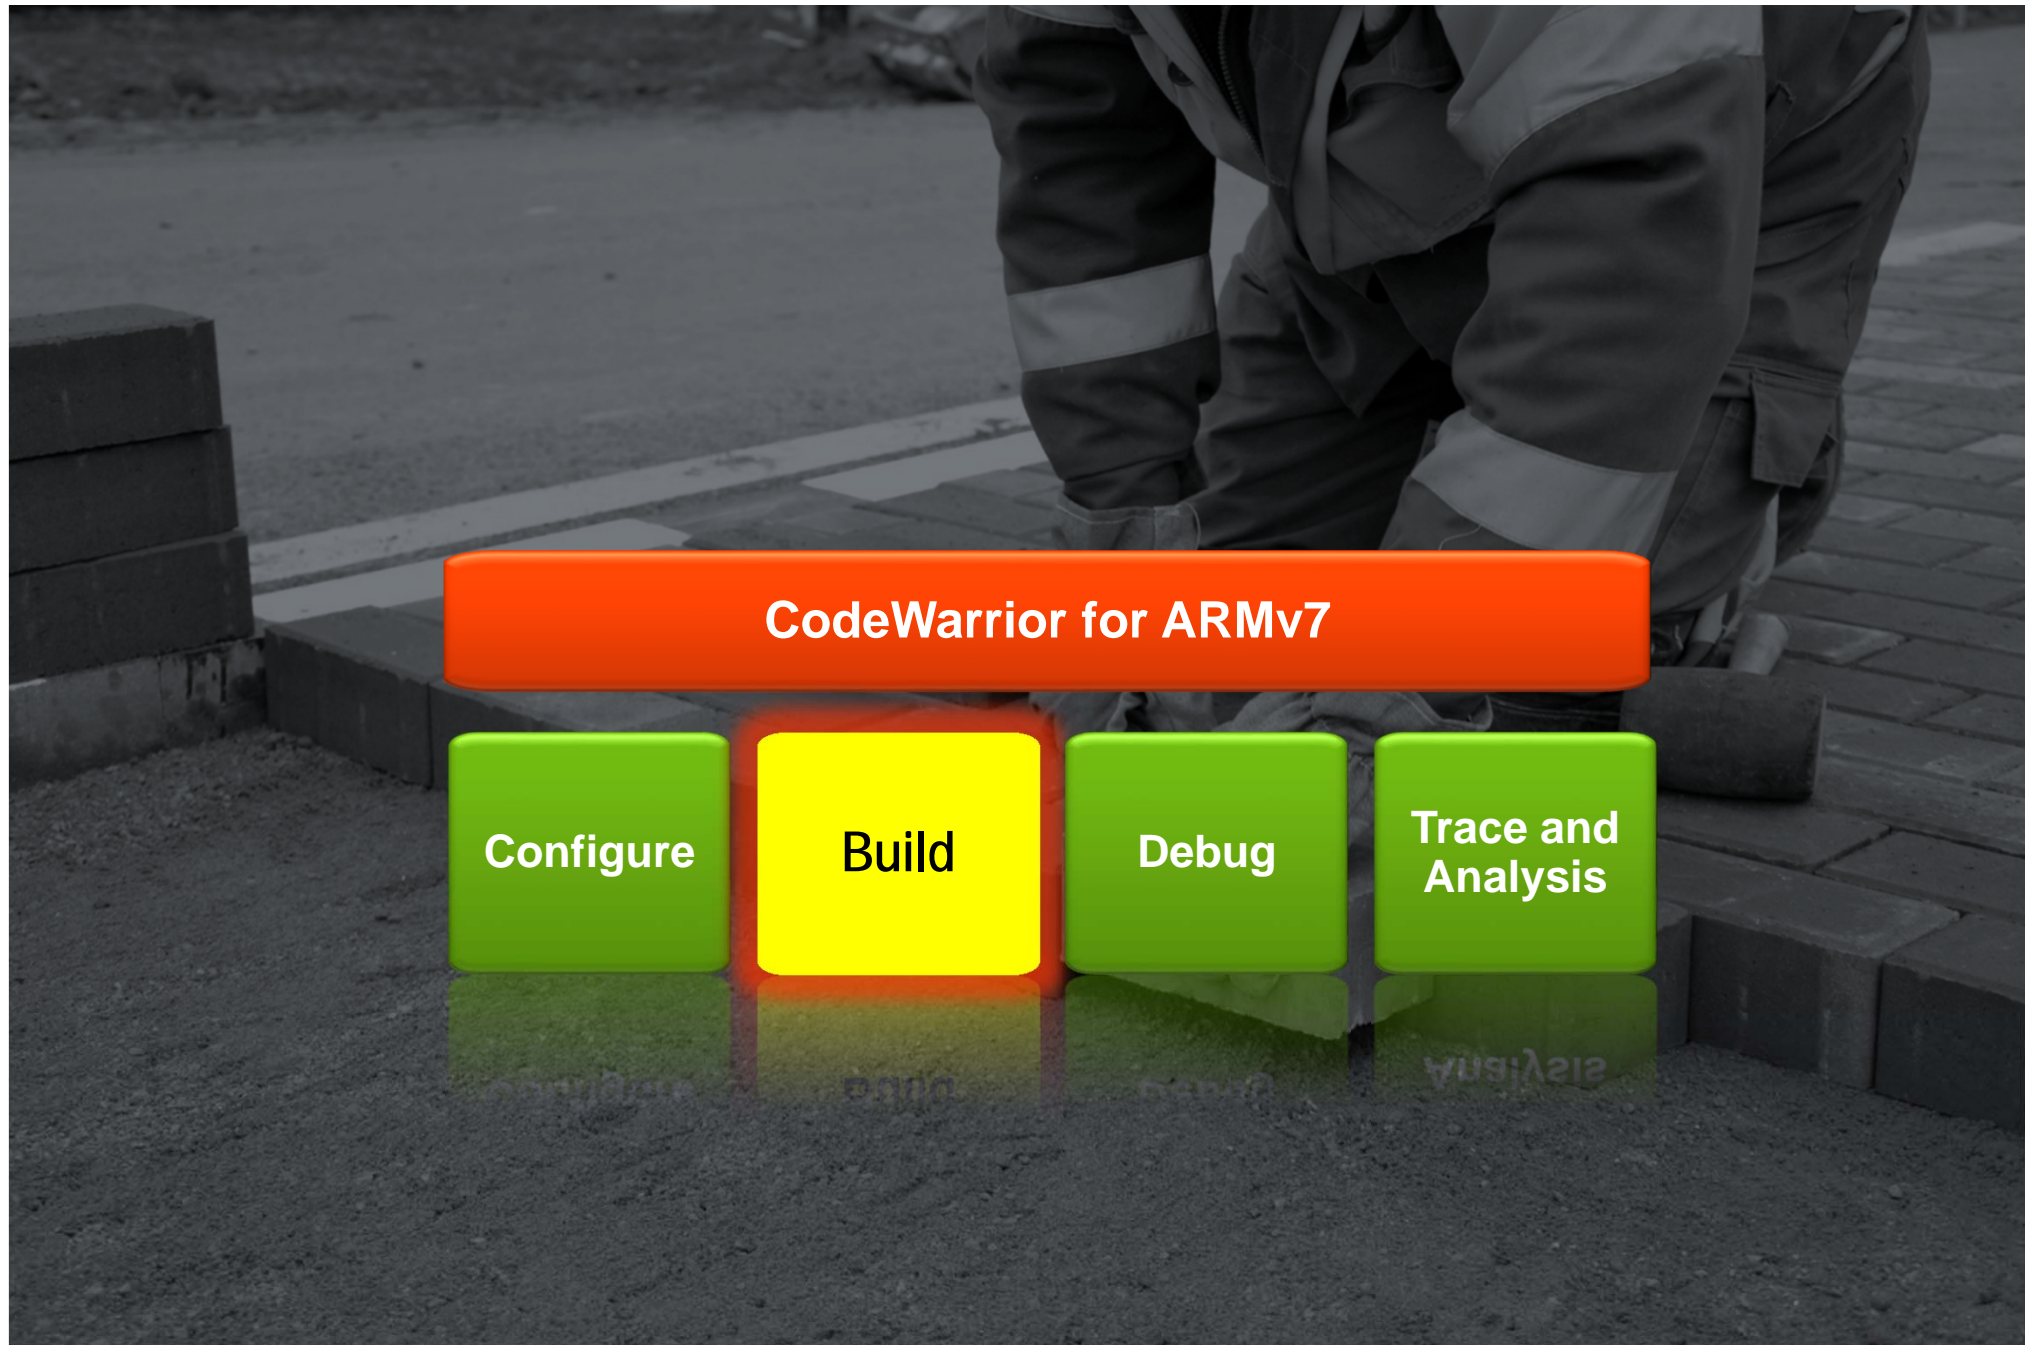 CodeWarrior for ARMv7
Configure
Build
Debug
Trace and
Analysis